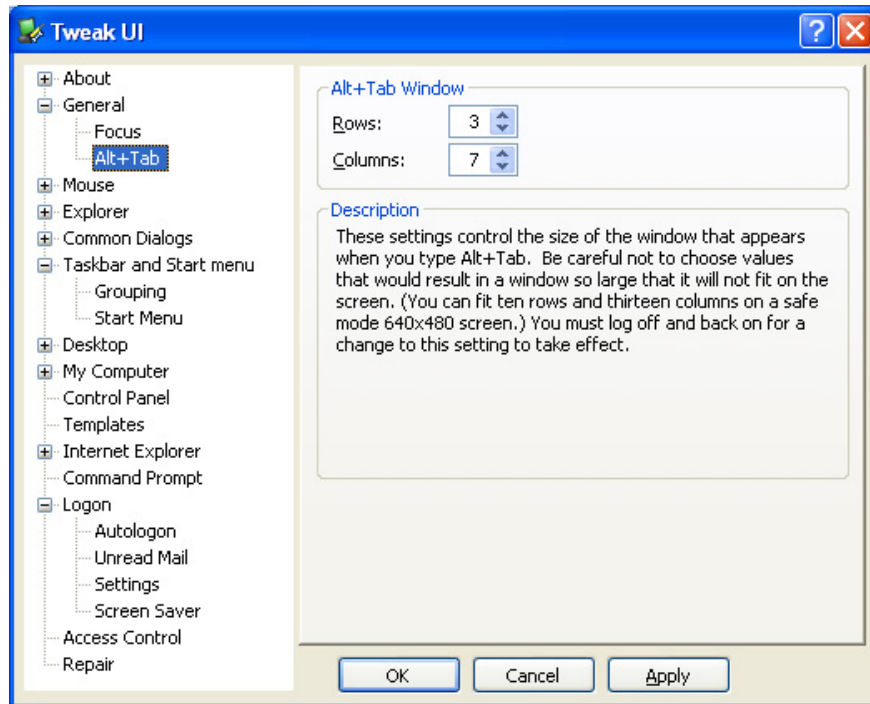 Tweak UI
About
General
Focus
Alt+Tab
Mouse
Explorer
Common Dialogs
Taskbar and Start menu
Grouping
Start Menu
Desktop
My Computer
Control Panel
Templates
Internet Explorer
Command Prompt
Logon
Autologon
Unread Mail
Settings
Screen Saver
Access Control
Repair
Alt+Tab Window
Rows: 3
Columns: 7
Description
These settings control the size of the window that appears
when you type Alt+Tab.  Be careful not to choose values
that would result in a window so large that it will not fit on the
screen. (You can fit ten rows and thirteen columns on a safe
mode 640x480 screen.) You must log off and back on for a
change to this setting to take effect.
OK Cancel Apply